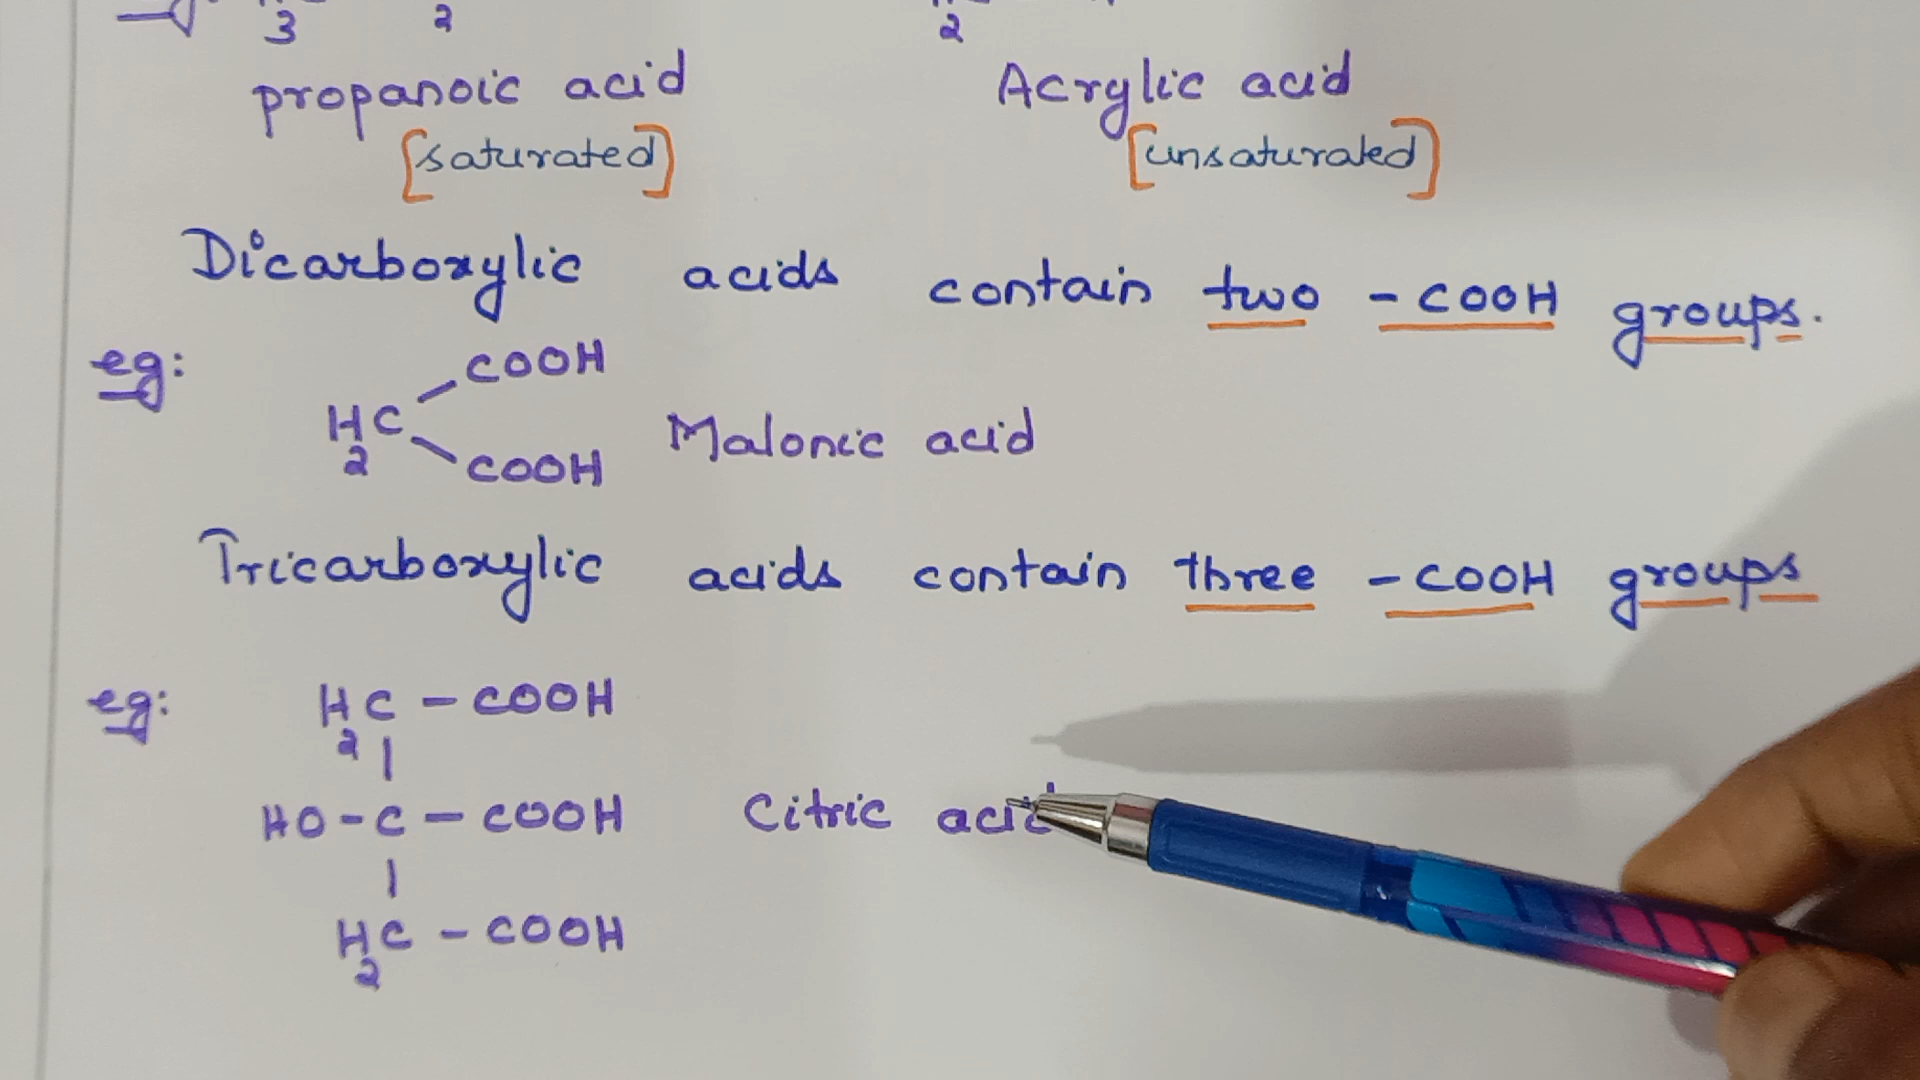 3 2 2
propanoic acid Acrylic acid
[saturated] [unsaturated]
Dicarboxylic acids contain two -COOH groups.
eg: H2C COOH COOH Malonic acid
Tricarboxylic acids contain three -COOH groups
eg: H2C - COOH
HO - C - COOH Citric acid
H2C - COOH